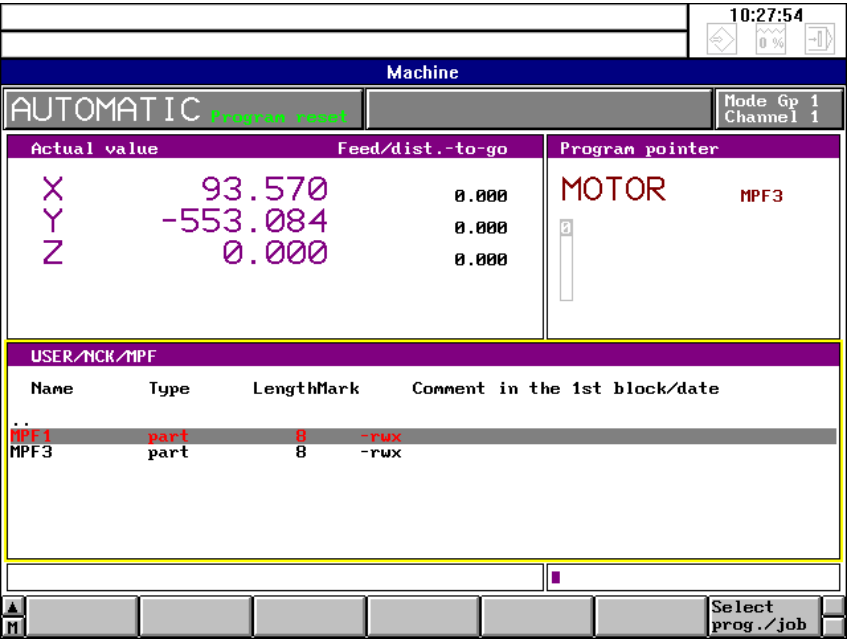 10:27:54
0 %
Machine
AUTOMATIC Program reset
Mode Gp 1
Channel 1
Actual value Feed/dist.-to-go
X 93.570 0.000
Y -553.084 0.000
Z 0.000 0.000
Program pointer
MOTOR MPF3
0
USER/NCK/MPF
Name Type LengthMark Comment in the 1st block/date
..
MPF1 part 8 -rwx
MPF3 part 8 -rwx
M
Select
prog./job